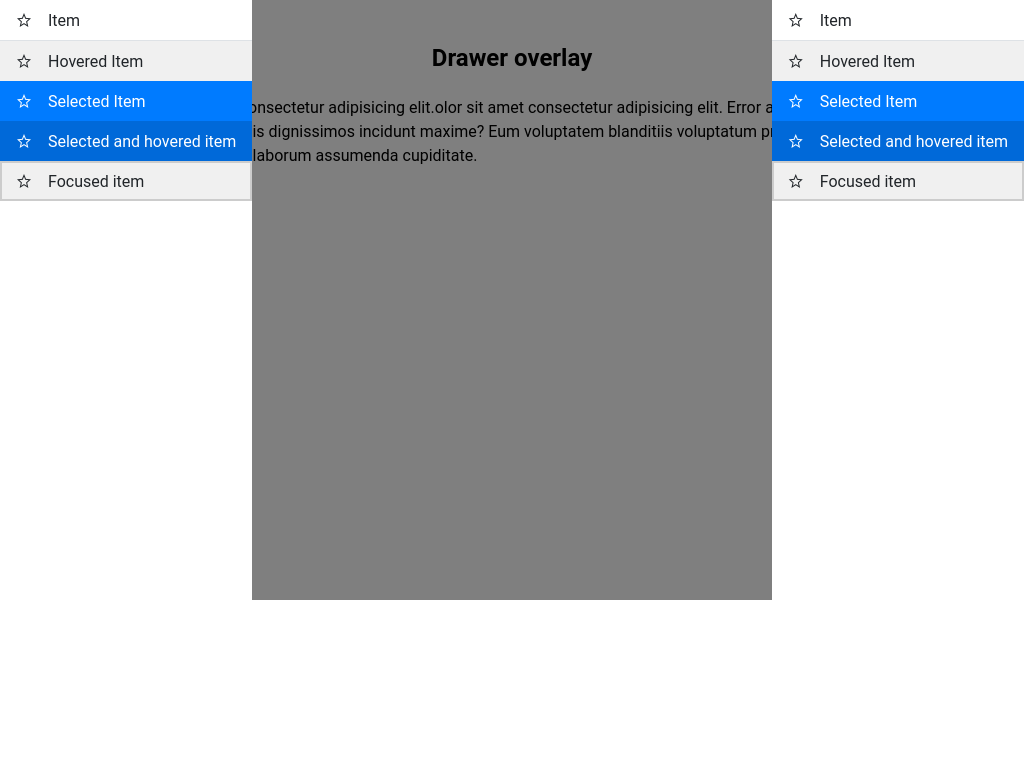 Item
Hovered Item
Selected Item
Selected and hovered item
Focused item
Drawer overlay
onsectetur adipisicing elit.olor sit amet consectetur adipisicing elit. Error a
is dignissimos incidunt maxime? Eum voluptatem blanditiis voluptatum
laborum assumenda cupiditate.
Item
Hovered Item
Selected Item
Selected and hovered item
Focused item